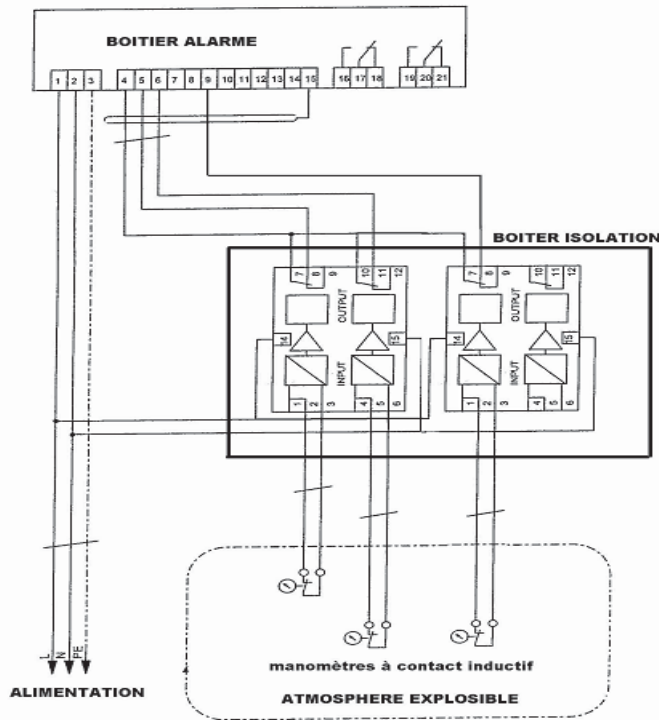 BOITIER ALARME
1 2 3 4 5 6 7 8 9 10 11 12 13 14 15 16 17 18 19 20 21
BOITER ISOLATION
7 8 9 10 11 12
7 8 9 10 11 12
OUTPUT
OUTPUT
14 15
14 15
INPUT
INPUT
1 2 3 4 5 6
1 2 3 4 5 6
manomètres à contact inductif
ATMOSPHERE EXPLOSIBLE
L N PE
ALIMENTATION